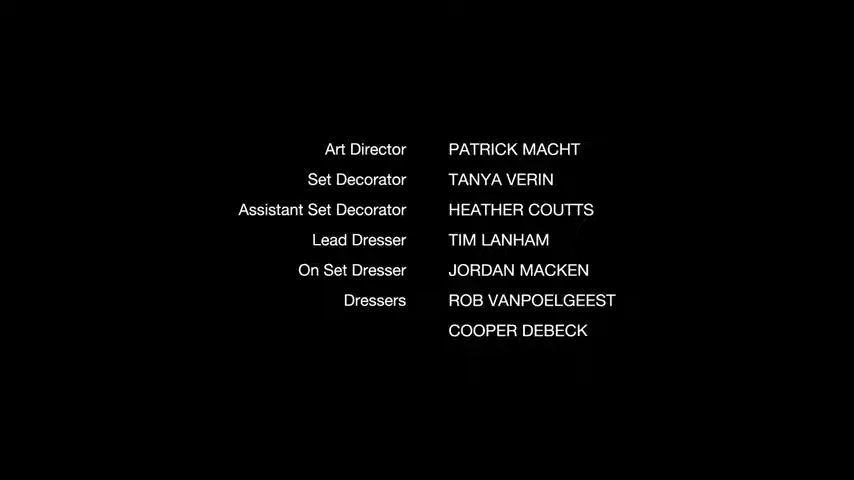 Art Director PATRICK MACHT
Set Decorator TANYA VERIN
Assistant Set Decorator HEATHER COUTTS
Lead Dresser TIM LANHAM
On Set Dresser JORDAN MACKEN
Dressers ROB VANPOELGEEST
COOPER DEBECK